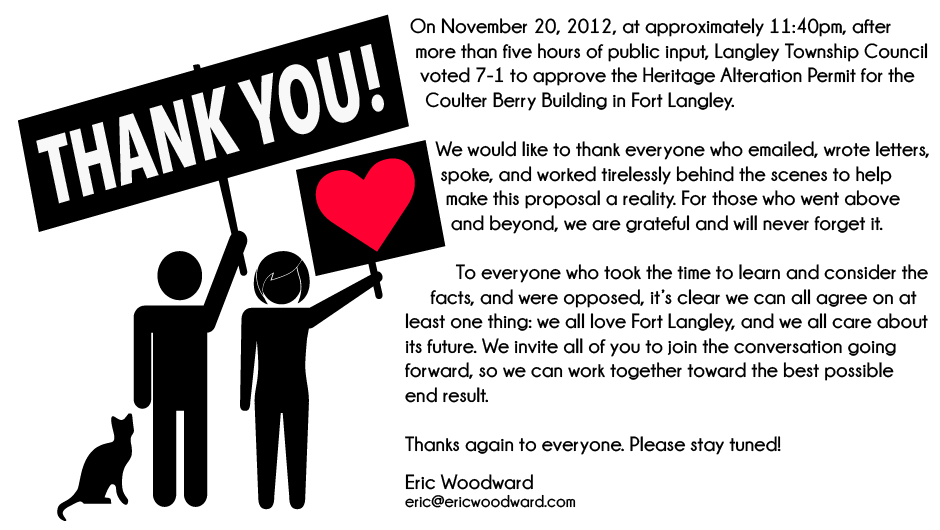 THANK YOU!
On November 20, 2012, at approximately 11:40pm, after
more than five hours of public input, Langley Township Council
voted 7-1 to approve the Heritage Alteration Permit for the
Coulter Berry Building in Fort Langley.
We would like to thank everyone who emailed, wrote letters,
spoke, and worked tirelessly behind the scenes to help
make this proposal a reality. For those who went above
and beyond, we are grateful and will never forget it.
To everyone who took the time to learn and consider the
facts, and were opposed, it's clear we can all agree on at
least one thing: we all love Fort Langley, and we all care about
its future. We invite all of you to join the conversation going
forward, so we can work together toward the best possible
end result.
Thanks again to everyone. Please stay tuned!
Eric Woodward
eric@ericwoodward.com